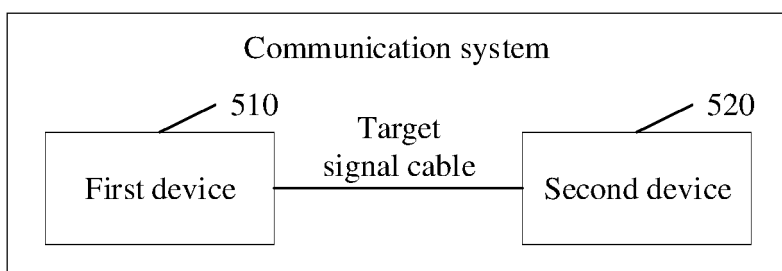 Communication system
510
520
Target
signal cable
First device
Second device